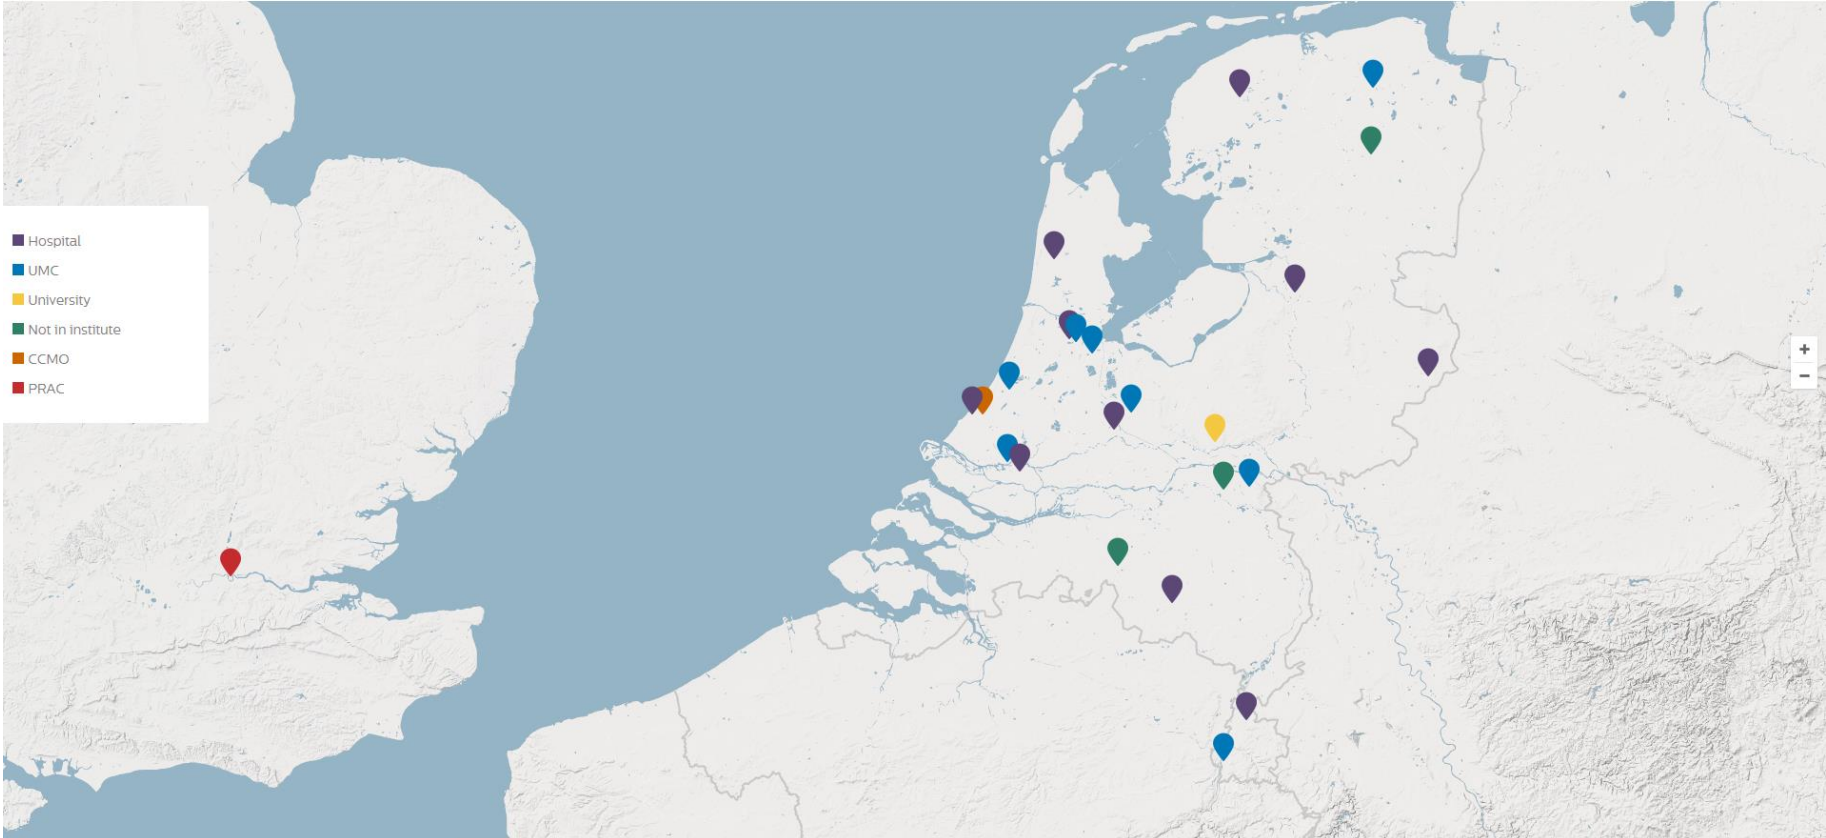 Hospital
UMC
University
Not in institute
CCMO
PRAC
+
−